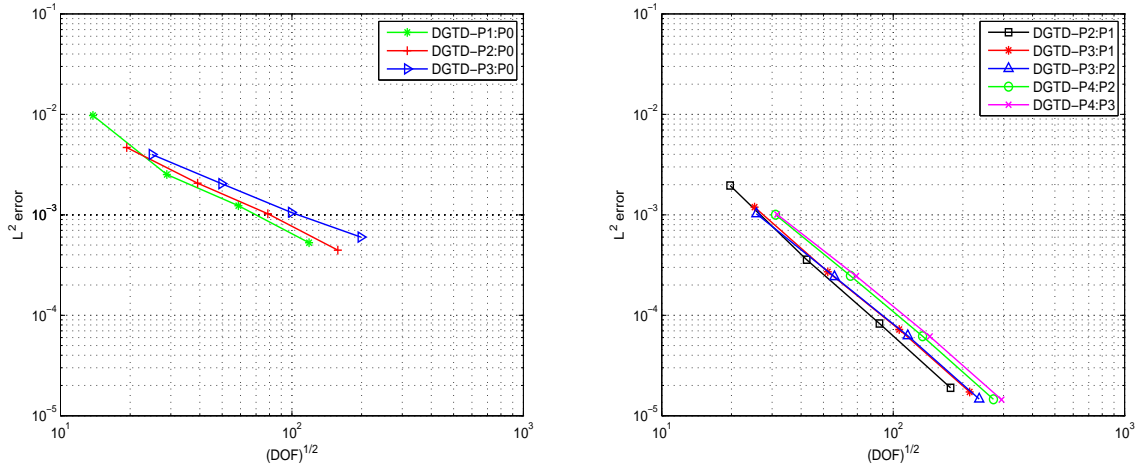 10^-1
10^-2
10^-3
10^-4
10^-5
10^1
10^2
10^3
L^2 error
(DOF)^1/2
DGTD–P1:P0
DGTD–P2:P0
DGTD–P3:P0
10^-1
10^-2
10^-3
10^-4
10^-5
10^1
10^2
10^3
L^2 error
(DOF)^1/2
DGTD–P2:P1
DGTD–P3:P1
DGTD–P3:P2
DGTD–P4:P2
DGTD–P4:P3